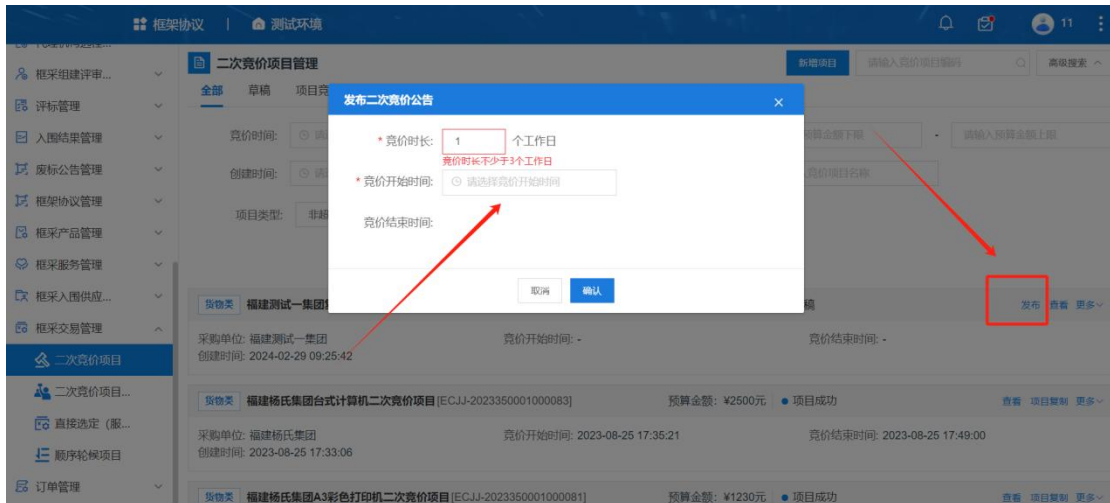 框架协议 | 测试环境 11
框采组建评审...
评标管理
入围结果管理
废标公告管理
框架协议管理
框采产品管理
框采服务管理
框采入围供应...
框采交易管理
二次竞价项目
二次竞价项目...
直接选定（服...
顺序轮候项目
订单管理
二次竞价项目管理 新增项目 请输入竞价项目编码 高级搜索
全部 草稿 项目竞
竞价时间: 预算金额下限 - 请输入预算金额上限
创建时间: 入竞价项目名称
项目类型:
发布二次竞价公告
* 竞价时长: 1 个工作日
竞价时长不少于3个工作日
* 竞价开始时间: 请选择竞价开始时间
竞价结束时间:
取消 确认
货物类 福建测试一集团 稿 发布 查看 更多
采购单位: 福建测试一集团 竞价开始时间: - 竞价结束时间: -
创建时间: 2024-02-29 09:25:42
货物类 福建杨氏集团台式计算机二次竞价项目[ECJJ-2023350001000083] 预算金额: ¥2500元 项目成功 查看 项目复制 更多
采购单位: 福建杨氏集团 竞价开始时间: 2023-08-25 17:35:21 竞价结束时间: 2023-08-25 17:49:00
创建时间: 2023-08-25 17:33:06
货物类 福建杨氏集团A3彩色打印机二次竞价项目[ECJJ-2023350001000081] 预算金额: ¥1230元 项目成功 查看 项目复制 更多